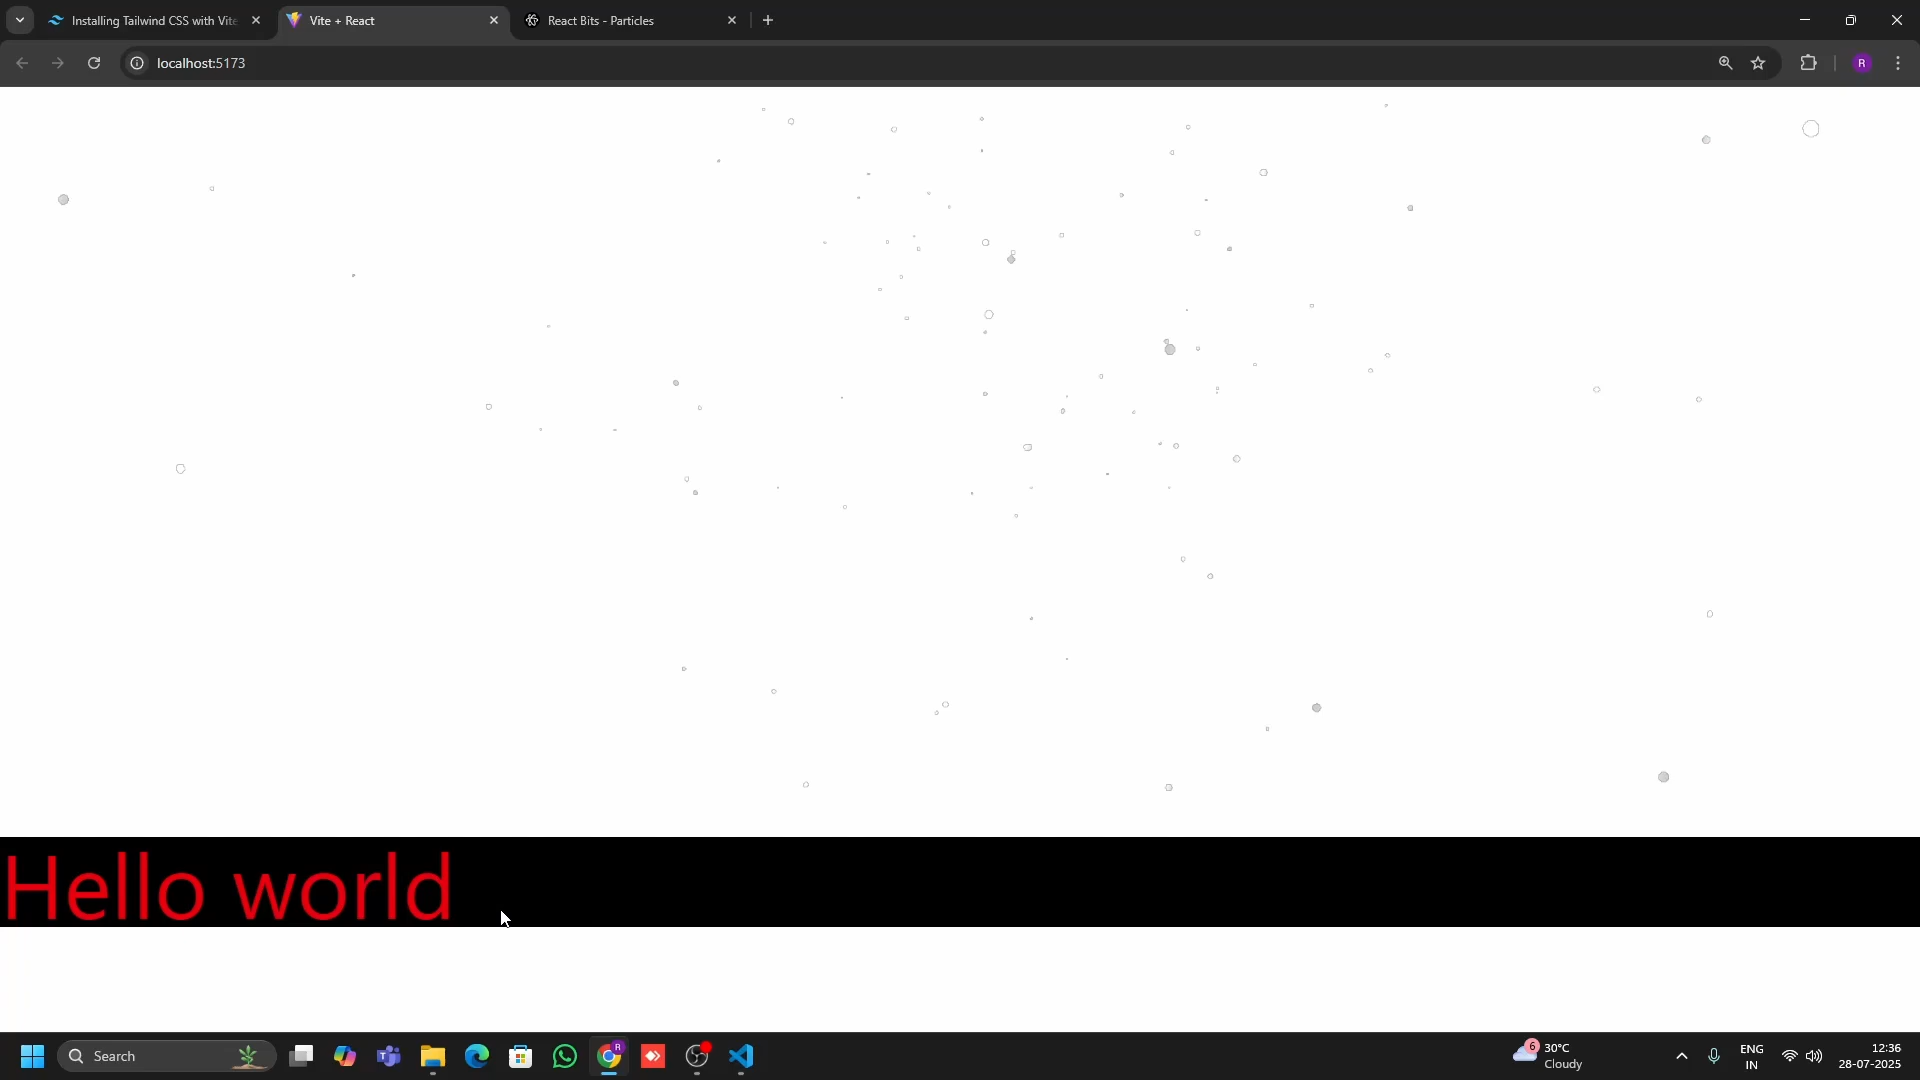 Installing Tailwind CSS with Vite
Vite + React
React Bits - Particles
localhost:5173
R
Hello world
Search
R
6
30°C
Cloudy
ENG
IN
12:36
28-07-2025